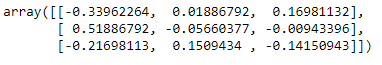 array([[-0.33962264,  0.01886792,  0.16981132],
       [ 0.51886792, -0.05660377, -0.00943396],
       [-0.21698113,  0.1509434 , -0.14150943]])